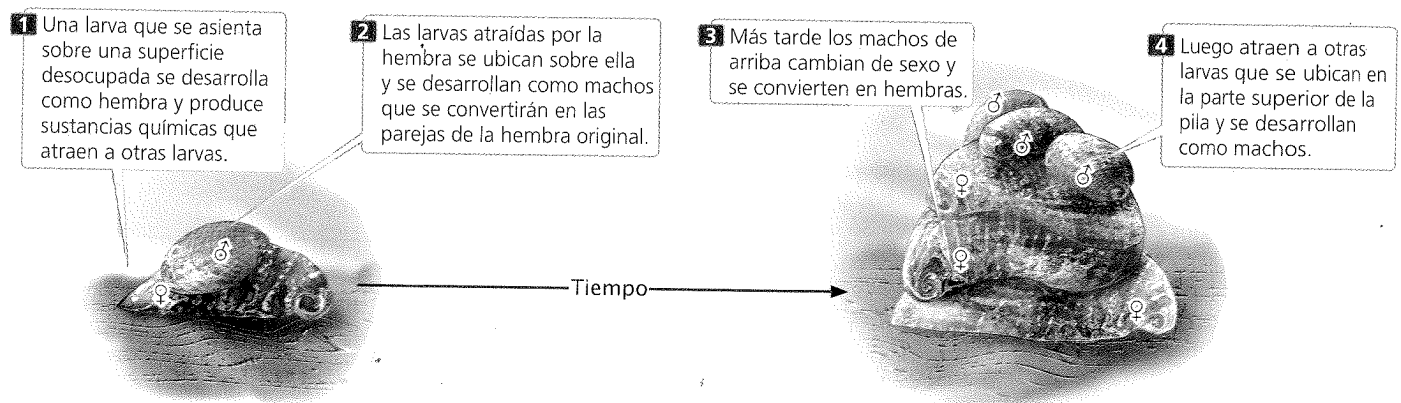 1 Una larva que se asienta
sobre una superficie
desocupada se desarrolla
como hembra y produce
sustancias químicas que
atraen a otras larvas.
2 Las larvas atraídas por la
hembra se ubican sobre ella
y se desarrollan como machos
que se convertirán en las
parejas de la hembra original.
3 Más tarde los machos de
arriba cambian de sexo y
se convierten en hembras.
4 Luego atraen a otras
larvas que se ubican en
la parte superior de la
pila y se desarrollan
como machos.
♂
♀
Tiempo
♂
♂
♂
♀
♀
♀